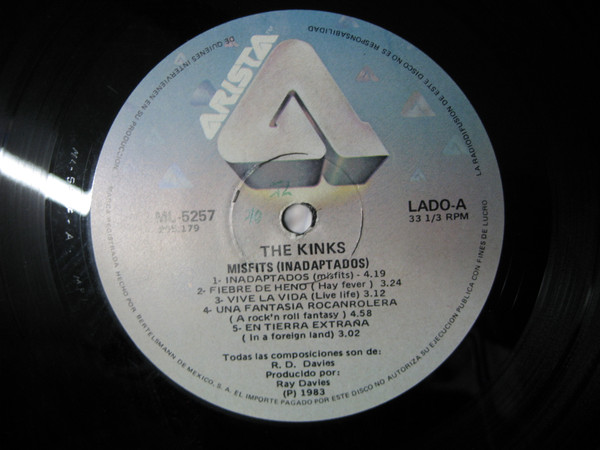 ARISTA
ML-5257
255.179
LADO-A
33 1/3 RPM
12
THE KINKS
MISFITS (INADAPTADOS)
1- INADAPTADOS (misfits) - 4.19
2- FIEBRE DE HENO ( Hay fever ) 3.24
3- VIVE LA VIDA (Live life) 3.12
4- UNA FANTASIA ROCANROLERA
( A rock'n roll fantasy ) 4.58
5- EN TIERRA EXTRAÑA
( In a foreign land) 3.02
Todas las composiciones son de:
R. D. Davies
Producido por:
Ray Davies
(P) 1983
MARCA REGISTRADA HECHO POR BERTELSMANN DE MEXICO, S. A. EL IMPORTE PAGADO POR ESTE DISCO NO AUTORIZA SU EJECUCION PUBLICA CON FINES DE LUCRO
LA RADIODIFUSION DE ESTE DISCO NO ES RESPONSABILIDAD
DE QUIENES INTERVIENEN EN SU PRODUCCION